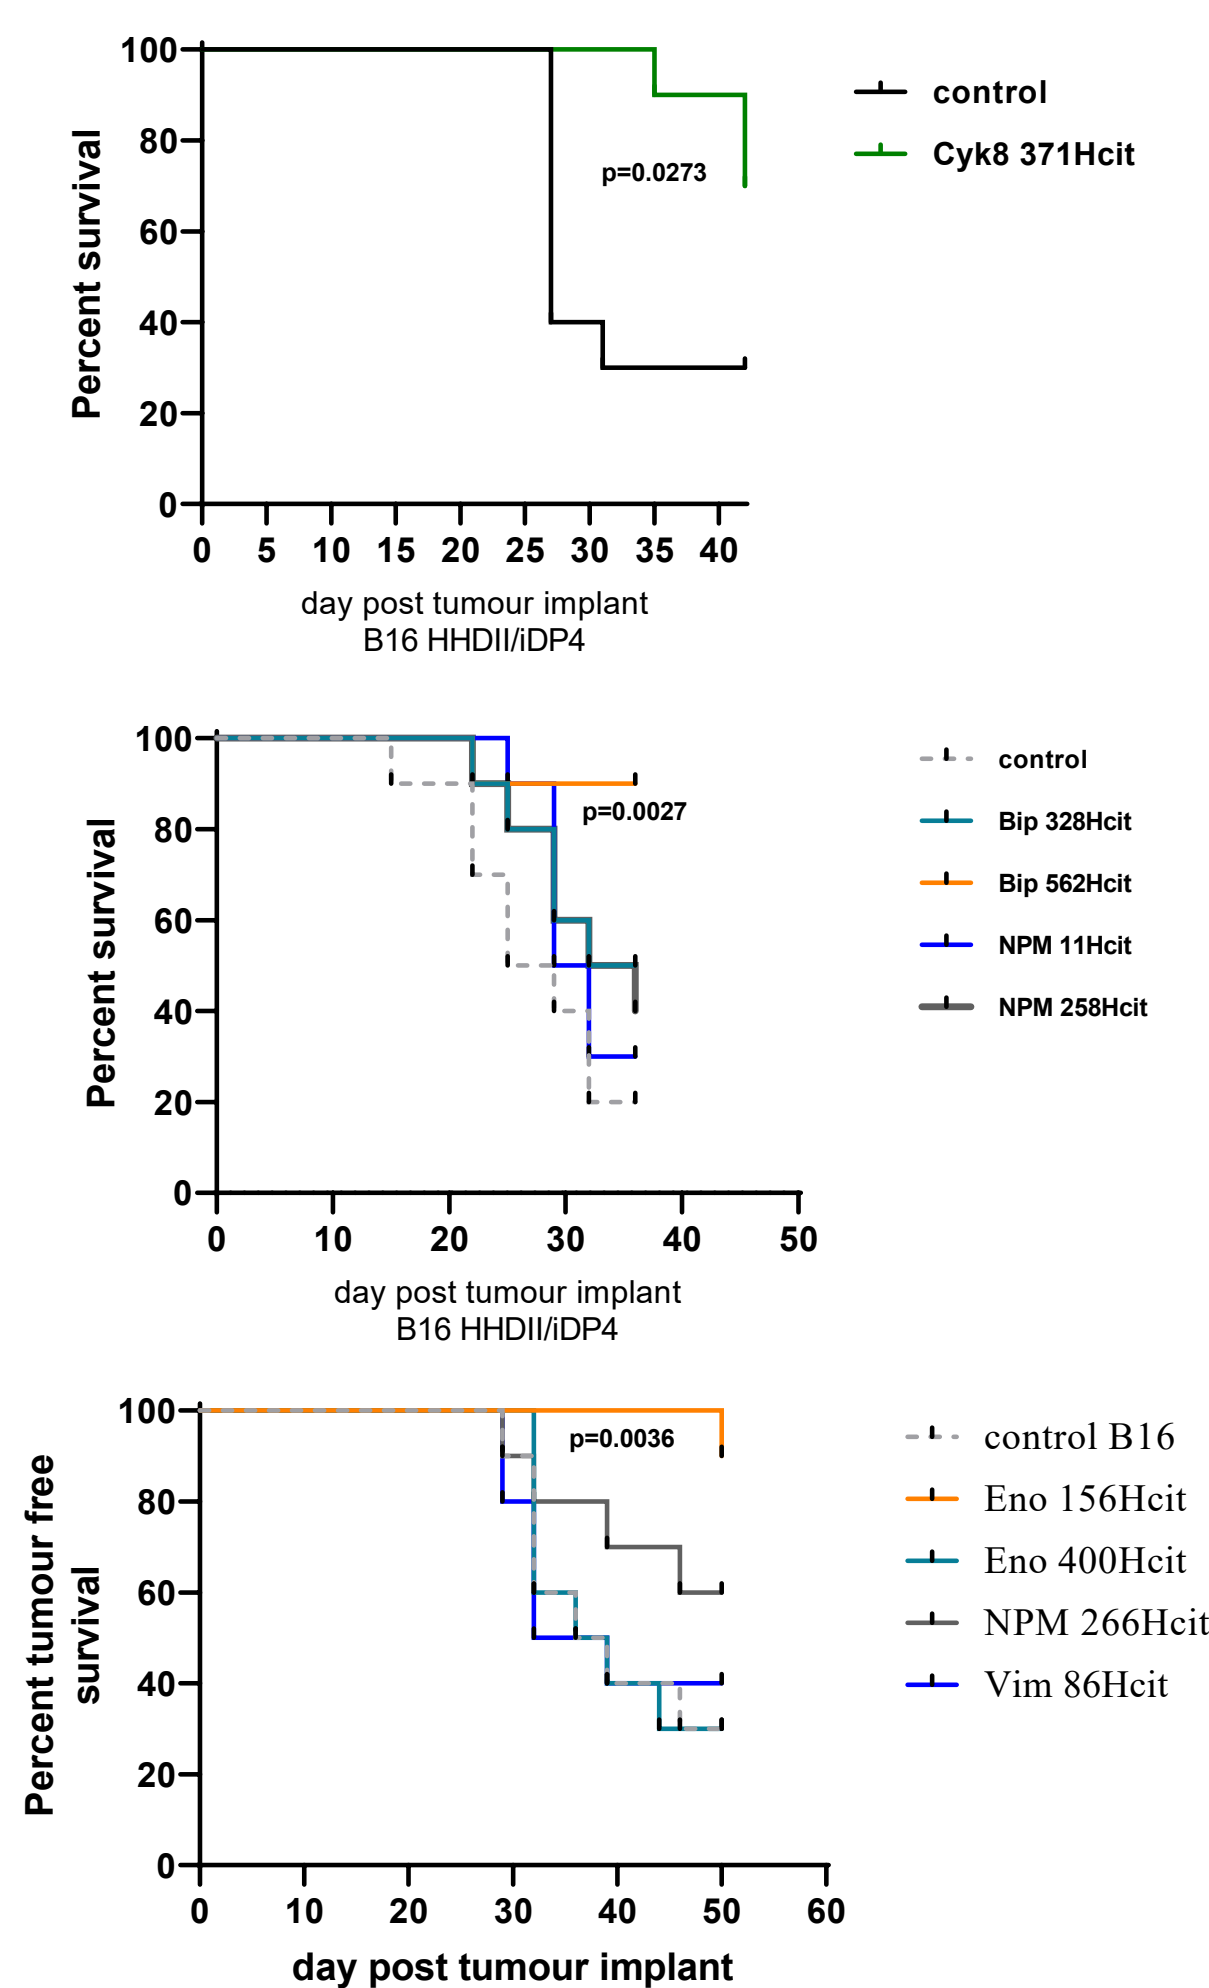 100
80
60
40
20
0
Percent survival
p=0.0273
control
Cyk8 371Hcit
0 5 10 15 20 25 30 35 40
day post tumour implant
B16 HHDII/iDP4
100
80
60
40
20
0
Percent survival
p=0.0027
control
Bip 328Hcit
Bip 562Hcit
NPM 11Hcit
NPM 258Hcit
0 10 20 30 40 50
day post tumour implant
B16 HHDII/iDP4
100
80
60
40
20
0
Percent tumour free
survival
p=0.0036
control B16
Eno 156Hcit
Eno 400Hcit
NPM 266Hcit
Vim 86Hcit
0 10 20 30 40 50 60
day post tumour implant